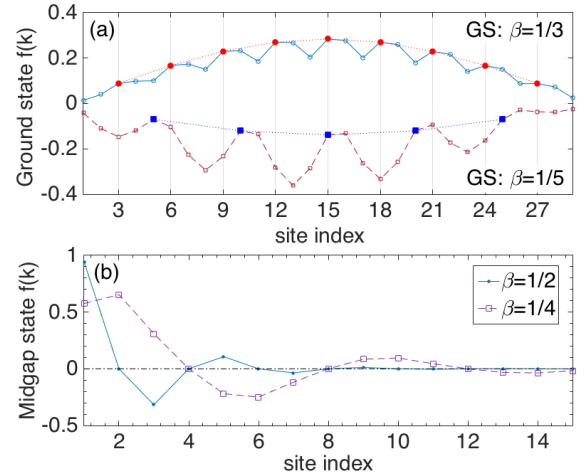 (a)
GS: β=1/3
Ground state f(k)
0.4
0.2
0
-0.2
-0.4
GS: β=1/5
3 6 9 12 15 18 21 24 27
site index
(b)
Midgap state f(k)
1
0.5
0
-0.5
β=1/2
β=1/4
2 4 6 8 10 12 14
site index